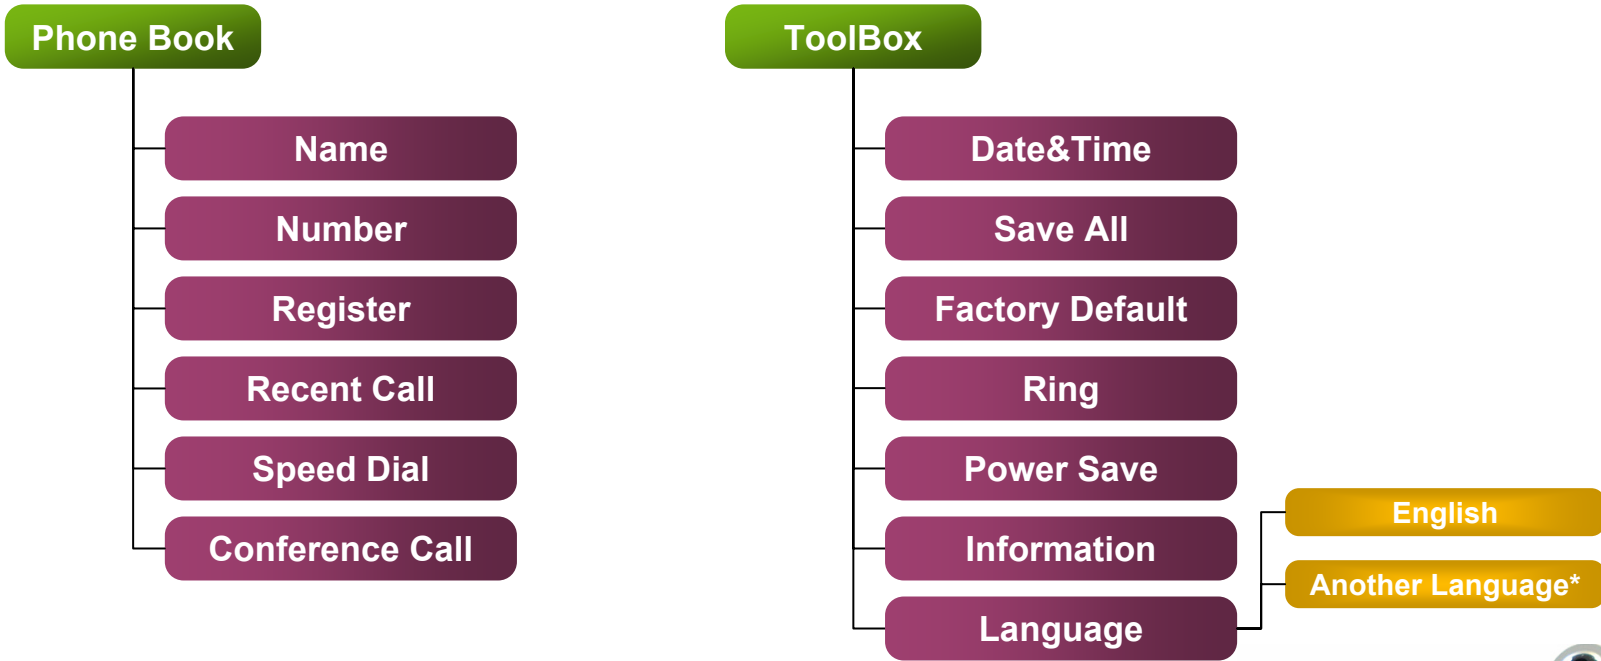 Phone Book
Name
Number
Register
Recent Call
Speed Dial
Conference Call
ToolBox
Date&Time
Save All
Factory Default
Ring
Power Save
Information
Language
English
Another Language*